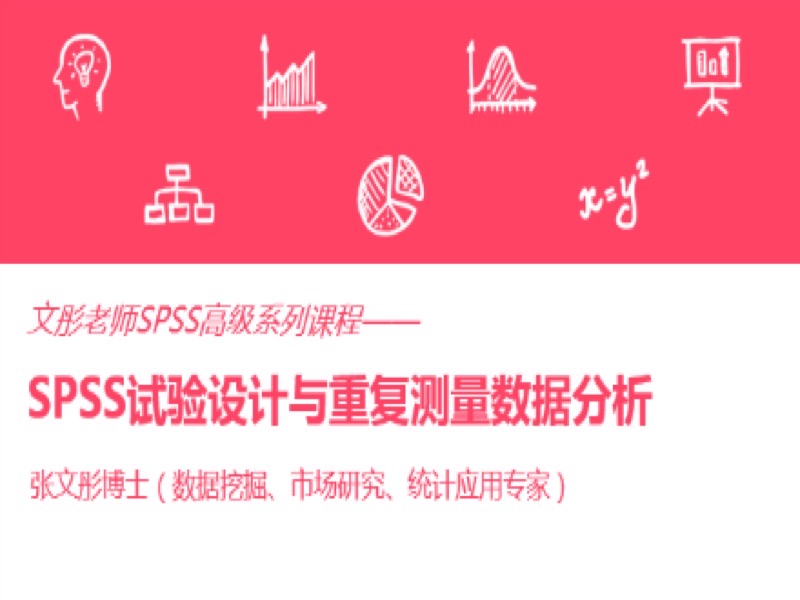 x=y²
文彤老师SPSS高级系列课程——
SPSS试验设计与重复测量数据分析
张文彤博士（数据挖掘、市场研究、统计应用专家）